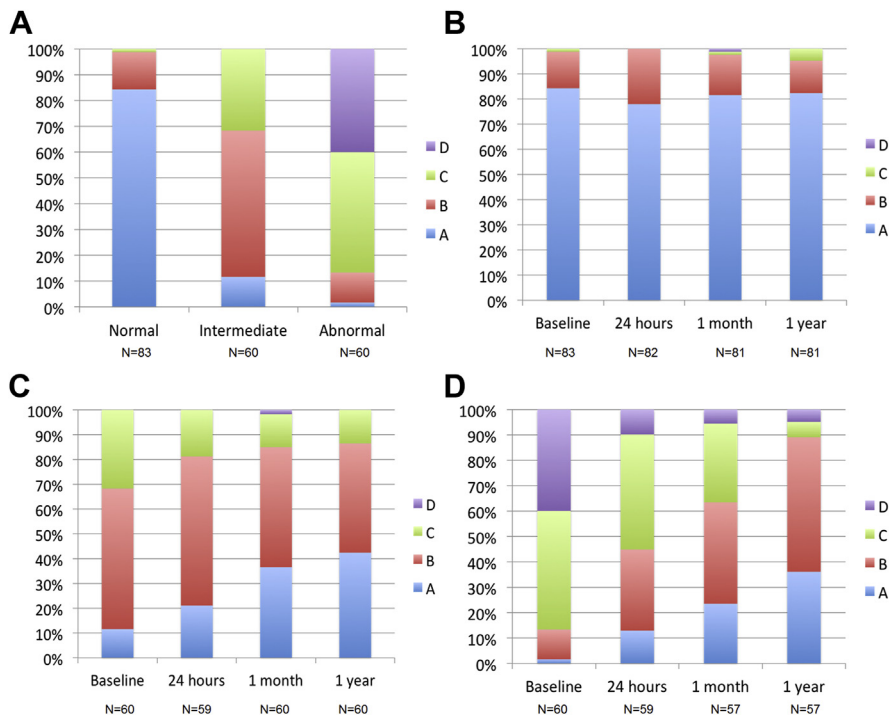 A
100%
90%
80%
70%
60%
50%
40%
30%
20%
10%
0%
D
C
B
A
Normal Intermediate Abnormal
N=83 N=60 N=60
B
100%
90%
80%
70%
60%
50%
40%
30%
20%
10%
0%
D
C
B
A
Baseline 24 hours 1 month 1 year
N=83 N=82 N=81 N=81
C
100%
90%
80%
70%
60%
50%
40%
30%
20%
10%
0%
D
C
B
A
Baseline 24 hours 1 month 1 year
N=60 N=59 N=60 N=60
D
100%
90%
80%
70%
60%
50%
40%
30%
20%
10%
0%
D
C
B
A
Baseline 24 hours 1 month 1 year
N=60 N=59 N=57 N=57